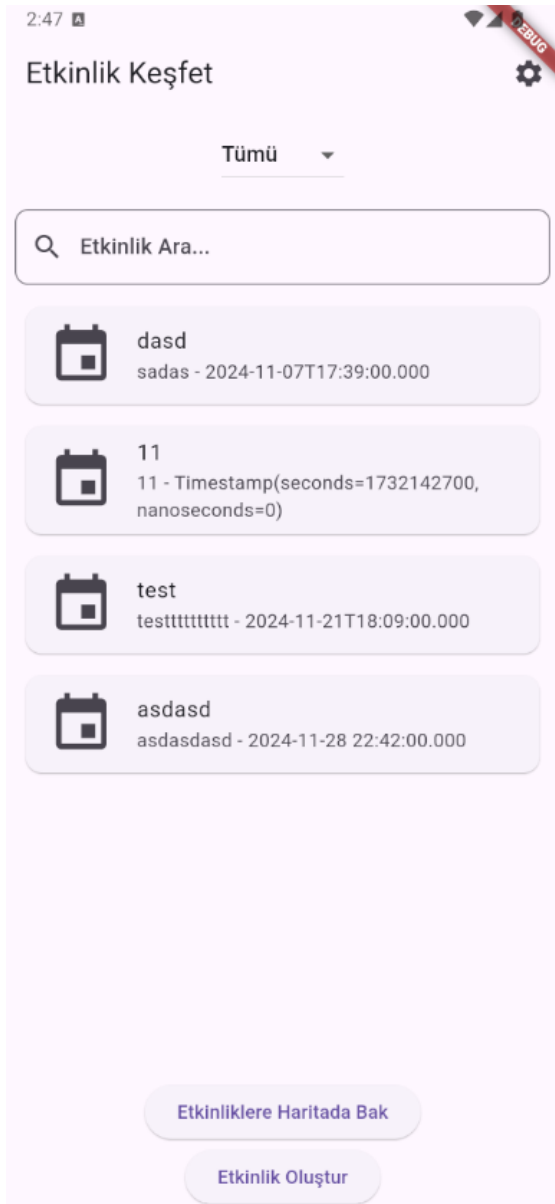 2:47
DEBUG
Etkinlik Keşfet
Tümü
Etkinlik Ara...
dasd
sadas - 2024-11-07T17:39:00.000
11
11 - Timestamp(seconds=1732142700,
nanoseconds=0)
test
testttttttttt - 2024-11-21T18:09:00.000
asdasd
asdasdasd - 2024-11-28 22:42:00.000
Etkinliklere Haritada Bak
Etkinlik Oluştur